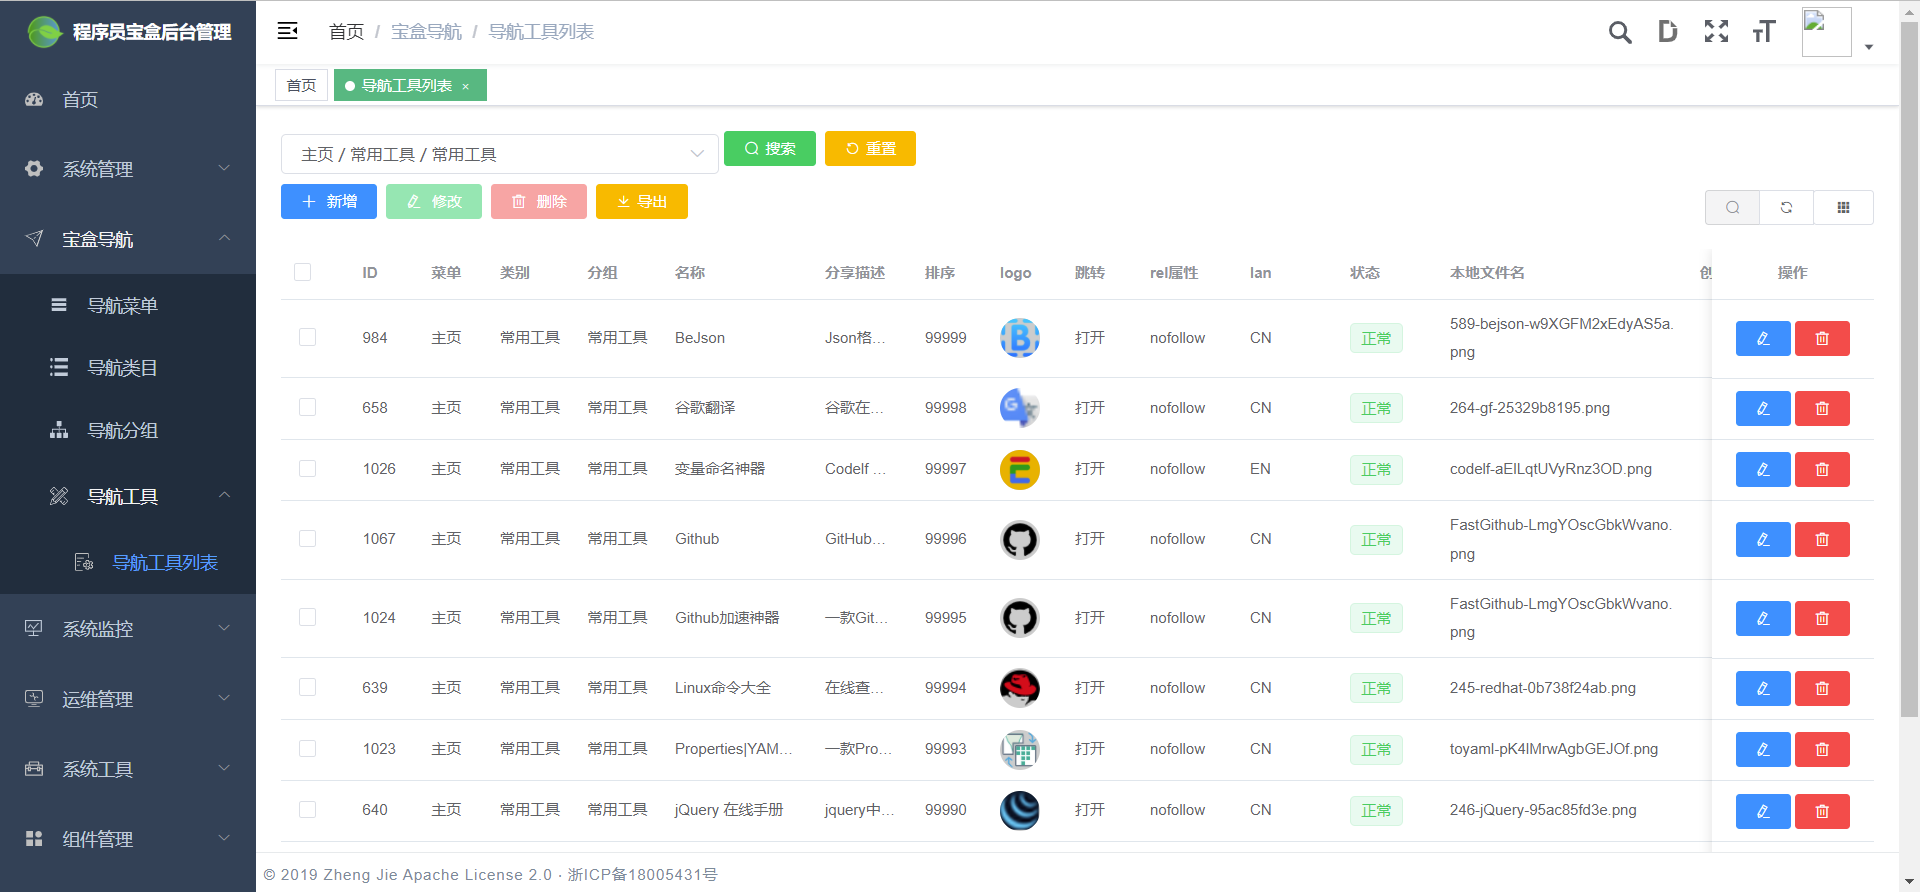 程序员宝盒后台管理
首页
系统管理
宝盒导航
导航菜单
导航类目
导航分组
导航工具
导航工具列表
系统监控
运维管理
系统工具
组件管理
首页 / 宝盒导航 / 导航工具列表
首页 导航工具列表 ×
主页 / 常用工具 / 常用工具 搜索 重置
新增 修改 删除 导出
ID 菜单 类别 分组 名称 分享描述 排序 logo 跳转 rel属性 lan 状态 本地文件名 创 操作
984 主页 常用工具 常用工具 BeJson Json格... 99999 打开 nofollow CN 正常 589-bejson-w9XGFM2xEdyAS5a.
png
658 主页 常用工具 常用工具 谷歌翻译 谷歌在... 99998 打开 nofollow CN 正常 264-gf-25329b8195.png
1026 主页 常用工具 常用工具 变量命名神器 Codelf ... 99997 打开 nofollow EN 正常 codelf-aEILqtUVyRnz3OD.png
1067 主页 常用工具 常用工具 Github GitHub... 99996 打开 nofollow CN 正常 FastGithub-LmgYOscGbkWvano.
png
1024 主页 常用工具 常用工具 Github加速神器 一款Git... 99995 打开 nofollow CN 正常 FastGithub-LmgYOscGbkWvano.
png
639 主页 常用工具 常用工具 Linux命令大全 在线查... 99994 打开 nofollow CN 正常 245-redhat-0b738f24ab.png
1023 主页 常用工具 常用工具 Properties|YAM... 一款Pro... 99993 打开 nofollow CN 正常 toyaml-pK4lMrwAgbGEJOf.png
640 主页 常用工具 常用工具 jQuery 在线手册 jquery中... 99990 打开 nofollow CN 正常 246-jQuery-95ac85fd3e.png
© 2019 Zheng Jie Apache License 2.0 · 浙ICP备18005431号